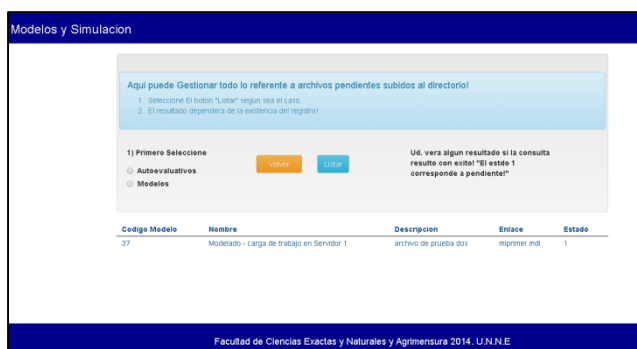 Modelos y Simulacion
Aqui puede Gestionar todo lo referente a archivos pendientes subidos al directorio!
1. Seleccione El boton "Listar" segun sea el caso.
2. El resultado dependera de la existencia del registro!
1) Primero Seleccione
Autoevaluativos
Modelos
Volver
Listar
Ud. vera algun resultado si la consulta
resulto con exito! "El estdo 1
corresponde a pendiente!"
Codigo Modelo Nombre Descripcion Enlace Estado
37 Modelado - carga de trabajo en Servidor 1 archivo de prueba dos miprimer.mdl 1
Facultad de Ciencias Exactas y Naturales y Agrimensura 2014. U.N.N.E